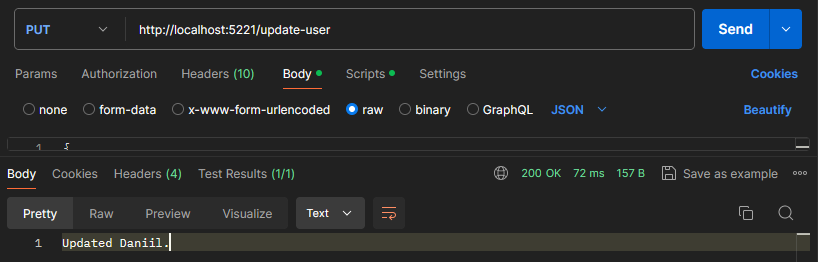 PUT http://localhost:5221/update-user Send
Params Authorization Headers (10) Body Scripts Settings Cookies
none form-data x-www-form-urlencoded raw binary GraphQL JSON Beautify
1 {
Body Cookies Headers (4) Test Results (1/1) 200 OK 72 ms 157 B Save as example
Pretty Raw Preview Visualize Text
1 Updated Daniil.